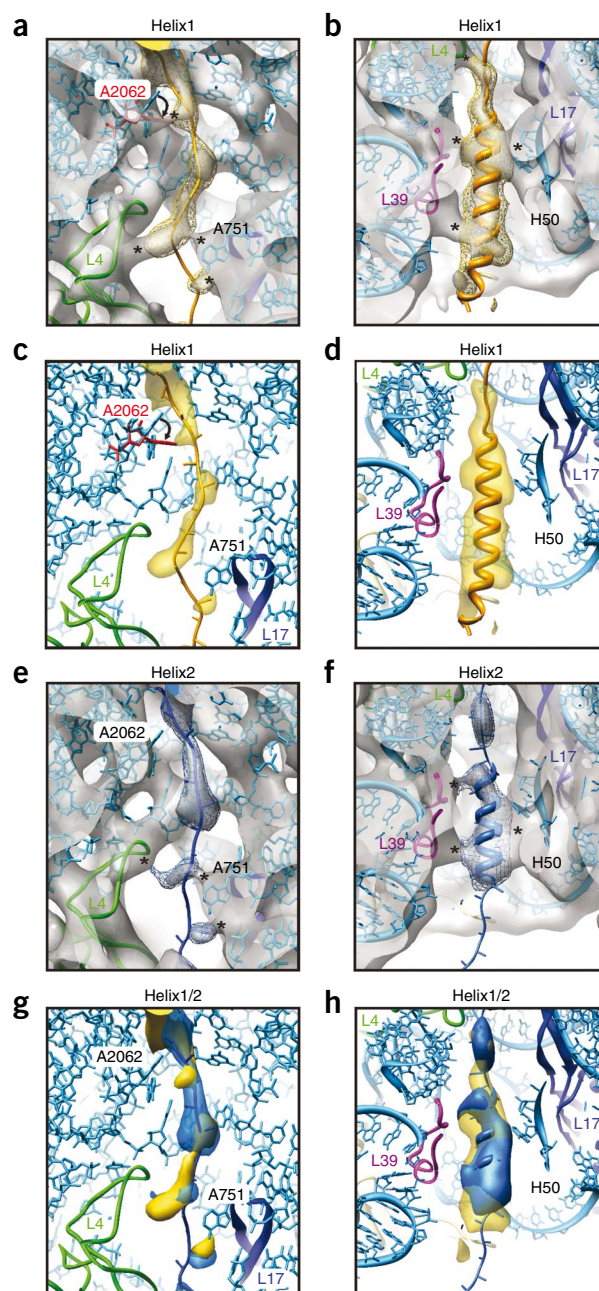 a
Helix1
A2062
*
A751
*
*
L4
*
b
Helix1
L4
*
L17
*
*
L39
H50
*
c
Helix1
A2062
A751
L4
L17
d
Helix1
L4
L17
L39
H50
e
Helix2
A2062
*
A751
*
L4
*
f
Helix2
L4
L17
*
*
L39
*
H50
g
Helix1/2
A2062
A751
L4
L17
h
Helix1/2
L4
L17
L39
H50